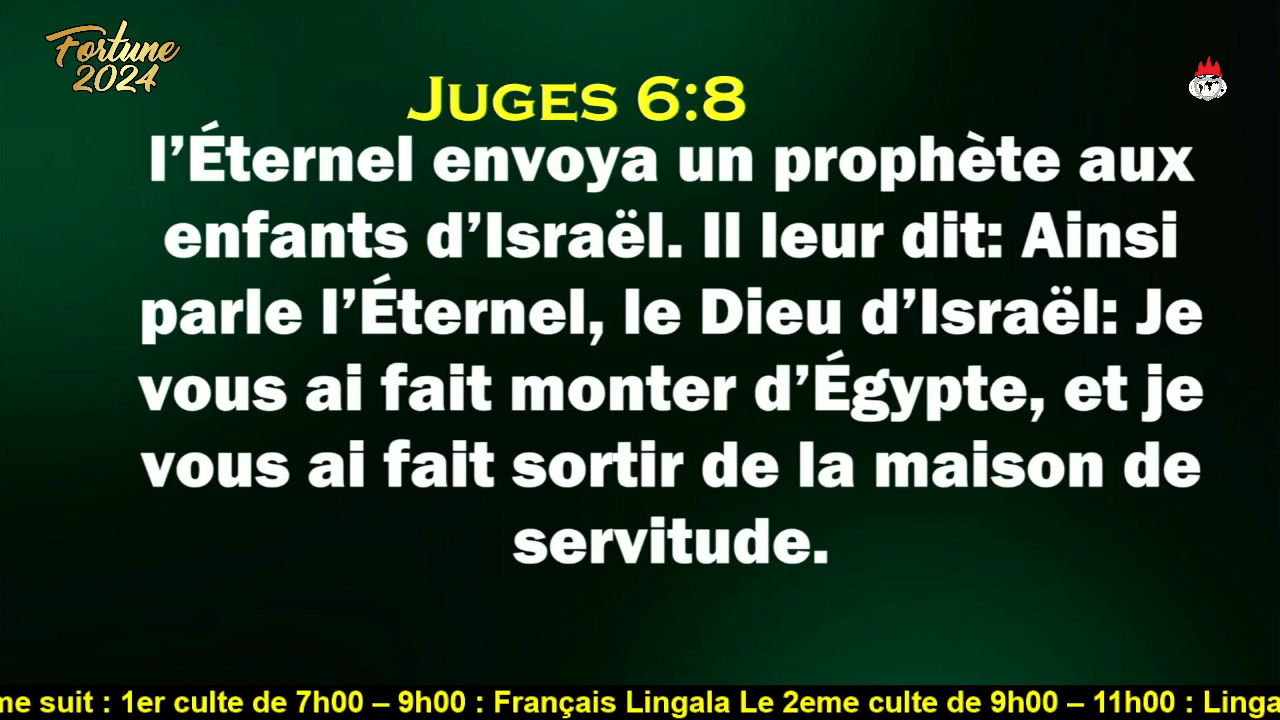 Fortune
2024
JUGES 6:8
l’Éternel envoya un prophète aux
enfants d’Israël. Il leur dit: Ainsi
parle l’Éternel, le Dieu d’Israël: Je
vous ai fait monter d’Égypte, et je
vous ai fait sortir de la maison de
servitude.
me suit : 1er culte de 7h00 – 9h00 : Français Lingala Le 2eme culte de 9h00 – 11h00 : Linga